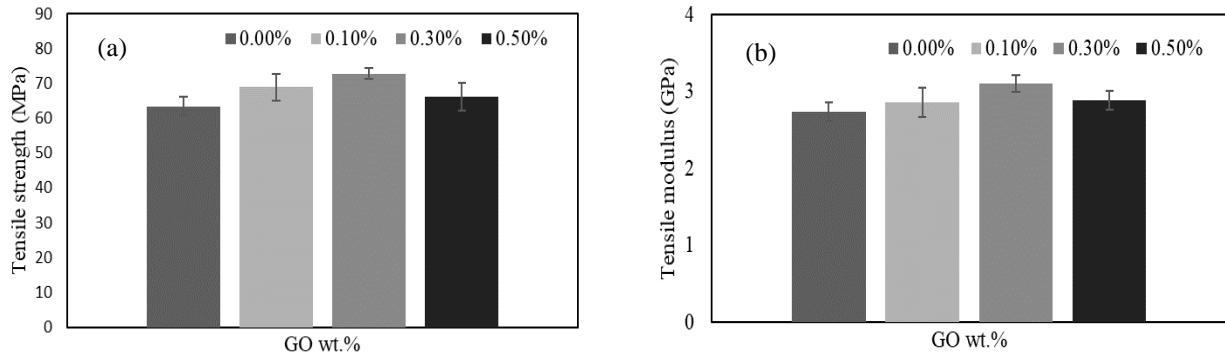 (a)
0.00% 0.10% 0.30% 0.50%
Tensile strength (MPa)
90
80
70
60
50
40
30
20
10
0
GO wt.%
(b)
0.00% 0.10% 0.30% 0.50%
Tensile modulus (GPa)
4
3
2
1
0
GO wt.%